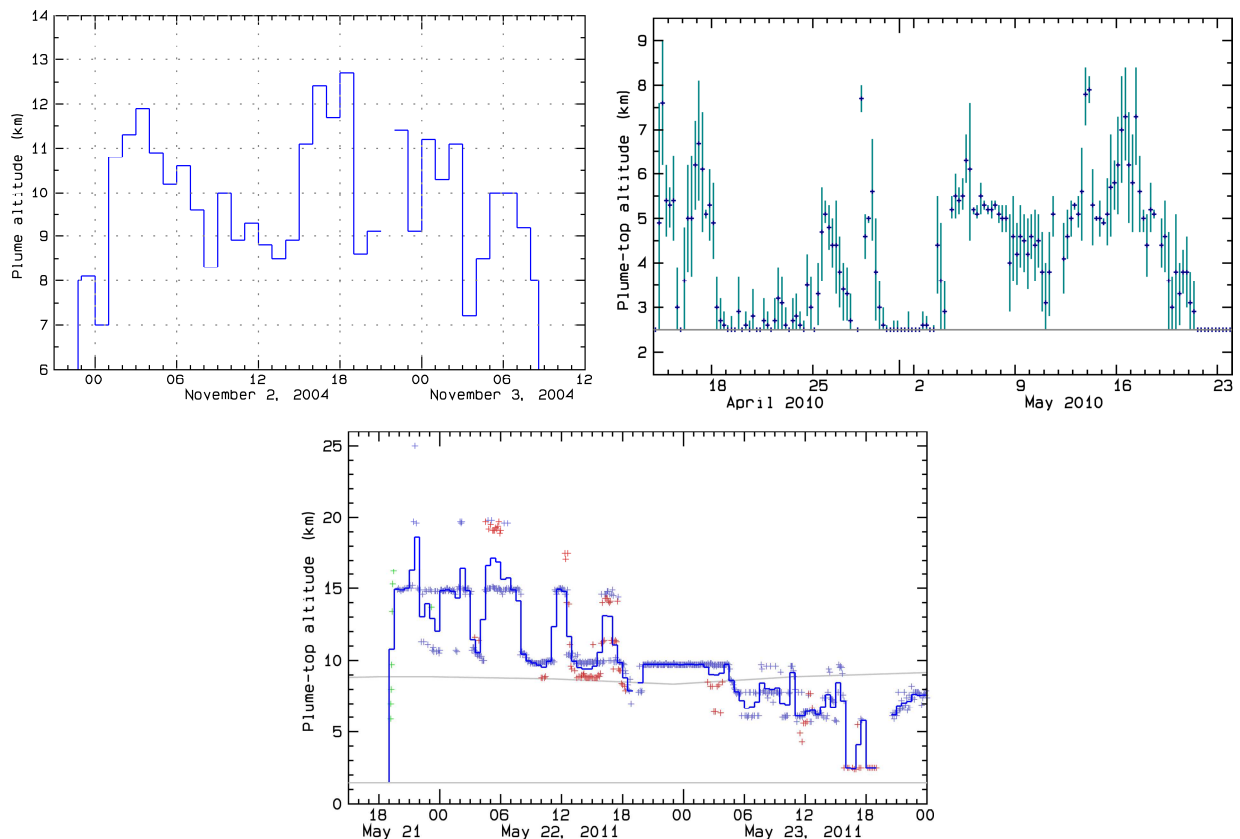 Plume altitude (km)
14
13
12
11
10
9
8
7
6
00 06 12 18 00 06 12
November 2, 2004 November 3, 2004
Plume-top altitude (km)
9
8
7
6
5
4
3
2
18 25 2 9 16 23
April 2010 May 2010
Plume-top altitude (km)
25
20
15
10
5
0
18 00 06 12 18 00 06 12 18 00
May 21 May 22, 2011 May 23, 2011